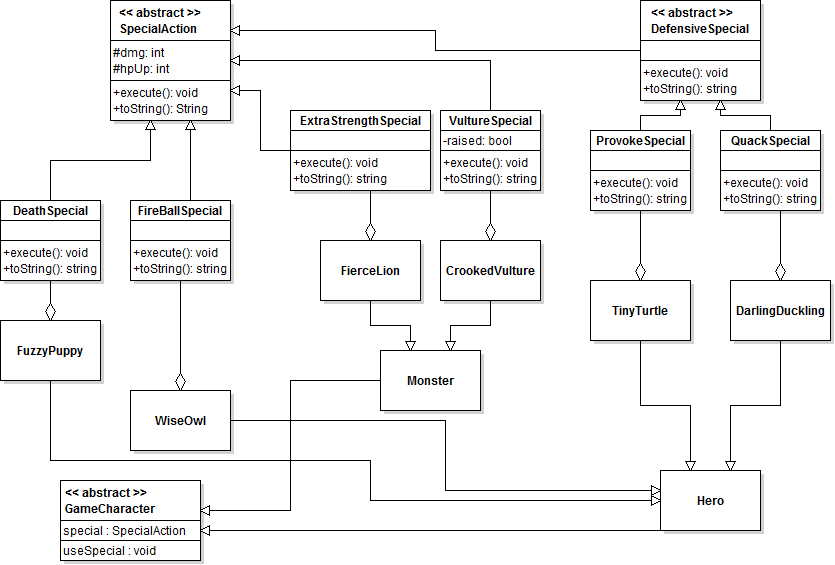 << abstract >>
SpecialAction
#dmg: int
#hpUp: int
+execute(): void
+toString(): String
<< abstract >>
DefensiveSpecial
+execute(): void
+toString(): string
ExtraStrengthSpecial
+execute(): void
+toString(): string
VultureSpecial
-raised: bool
+execute(): void
+toString(): string
ProvokeSpecial
+execute(): void
+toString(): string
QuackSpecial
+execute(): void
+toString(): string
DeathSpecial
+execute(): void
+toString(): string
FireBallSpecial
+execute(): void
+toString(): string
FierceLion
CrookedVulture
TinyTurtle
DarlingDuckling
FuzzyPuppy
Monster
WiseOwl
<< abstract >>
GameCharacter
special : SpecialAction
useSpecial : void
Hero